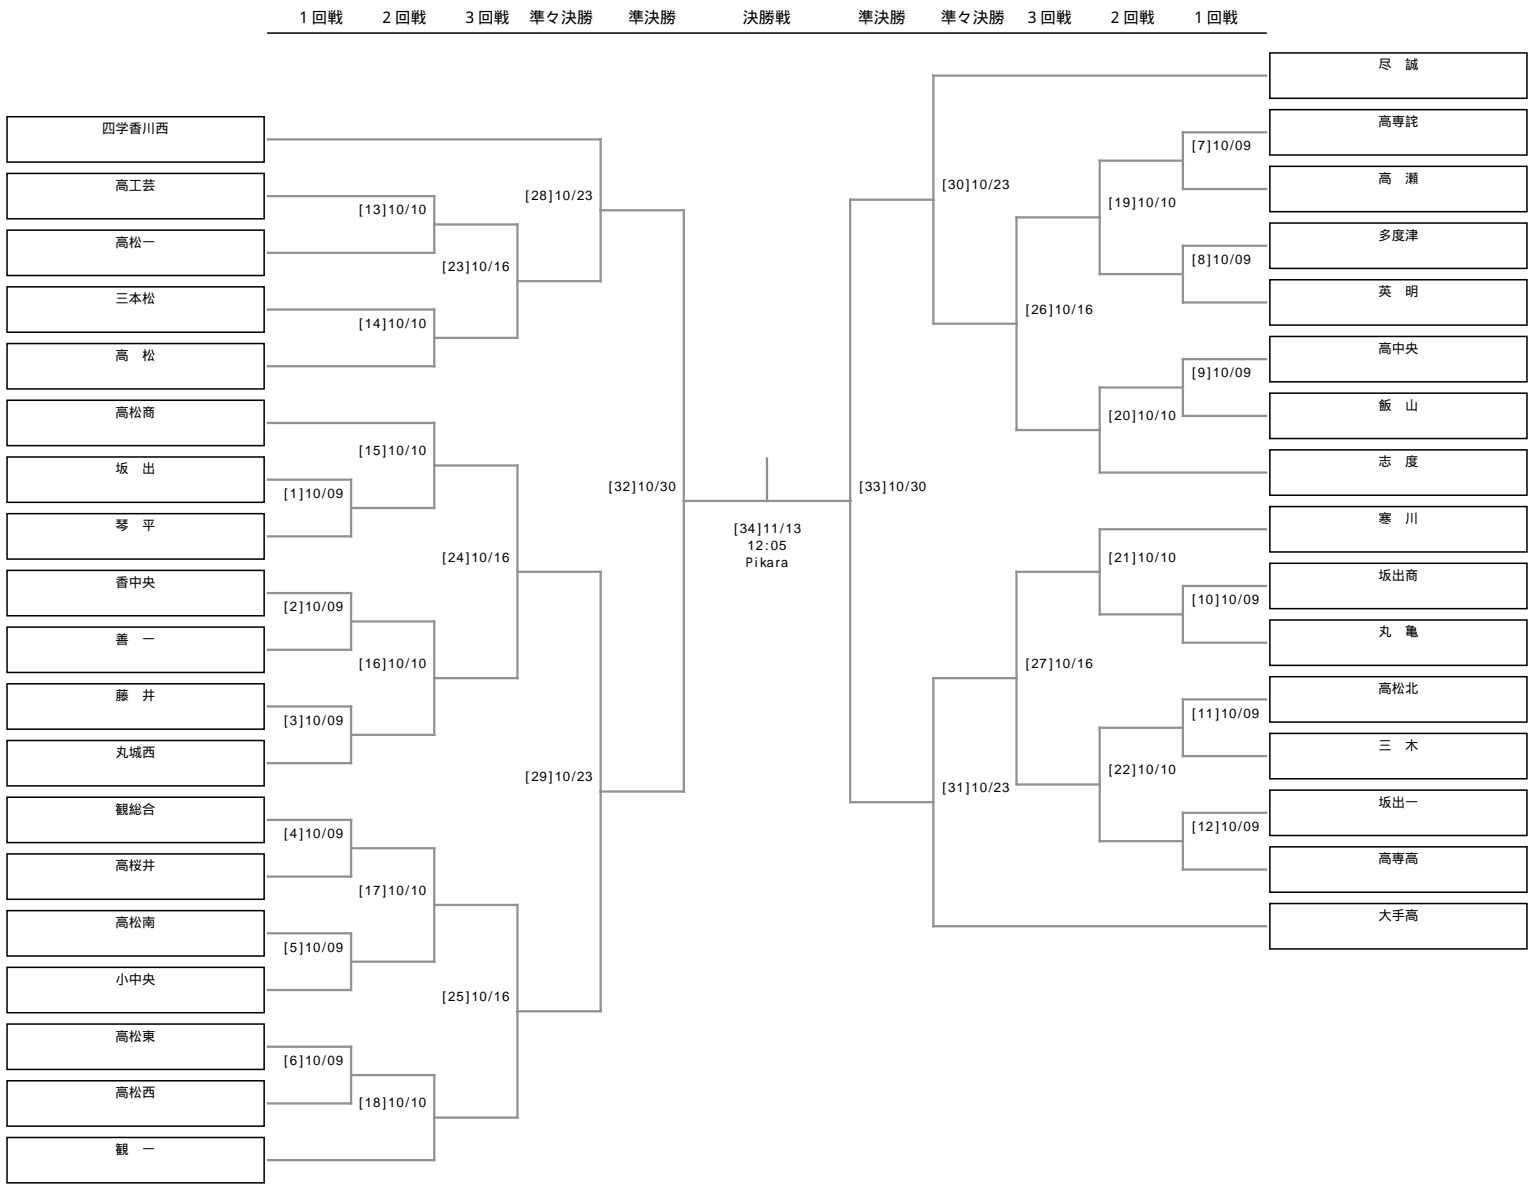 1回戦 2回戦 3回戦 準々決勝 準決勝 決勝戦 準決勝 準々決勝 3回戦 2回戦 1回戦
四学香川西
高工芸
高松一
三本松
高　松
高松商
坂　出
琴　平
香中央
善　一
藤　井
丸城西
観総合
高桜井
高松南
小中央
高松東
高松西
観　一
[1]10/09
[2]10/09
[3]10/09
[4]10/09
[5]10/09
[6]10/09
[13]10/10
[14]10/10
[15]10/10
[16]10/10
[17]10/10
[18]10/10
[23]10/16
[24]10/16
[25]10/16
[28]10/23
[29]10/23
[32]10/30
[34]11/13
12:05
Pikara
[33]10/30
[30]10/23
[31]10/23
[26]10/16
[27]10/16
[19]10/10
[20]10/10
[21]10/10
[22]10/10
[7]10/09
[8]10/09
[9]10/09
[10]10/09
[11]10/09
[12]10/09
尽　誠
高専詫
高　瀬
多度津
英　明
高中央
飯　山
志　度
寒　川
坂出商
丸　亀
高松北
三　木
坂出一
高専高
大手高